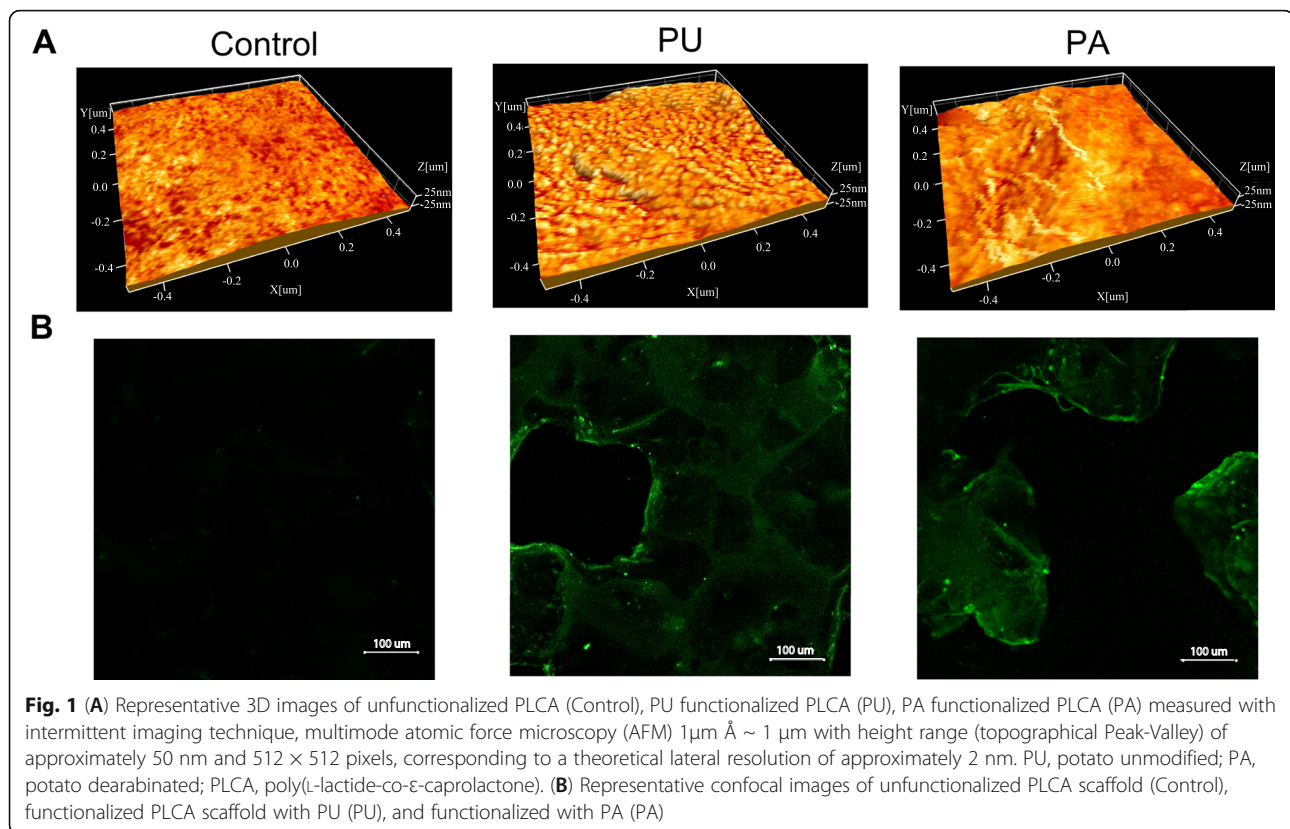 A
Control
PU
PA
Y[um]
0.4
0.2
0.0
-0.2
-0.4
-0.4
-0.2
0.0
0.2
0.4
X[um]
Z[um]
25nm
-25nm
Y[um]
0.4
0.2
0.0
-0.2
-0.4
-0.4
-0.2
0.0
0.2
0.4
X[um]
Z[um]
25nm
-25nm
Y[um]
0.4
0.2
0.0
-0.2
-0.4
-0.4
-0.2
0.0
0.2
0.4
X[um]
Z[um]
25nm
-25nm
B
100 um
100 um
100 um
Fig. 1 (A) Representative 3D images of unfunctionalized PLCA (Control), PU functionalized PLCA (PU), PA functionalized PLCA (PA) measured with
intermittent imaging technique, multimode atomic force microscopy (AFM) 1μm Å ~ 1 μm with height range (topographical Peak-Valley) of
approximately 50 nm and 512 × 512 pixels, corresponding to a theoretical lateral resolution of approximately 2 nm. PU, potato unmodified; PA,
potato dearabinated; PLCA, poly(L-lactide-co-ε-caprolactone). (B) Representative confocal images of unfunctionalized PLCA scaffold (Control),
functionalized PLCA scaffold with PU (PU), and functionalized with PA (PA)